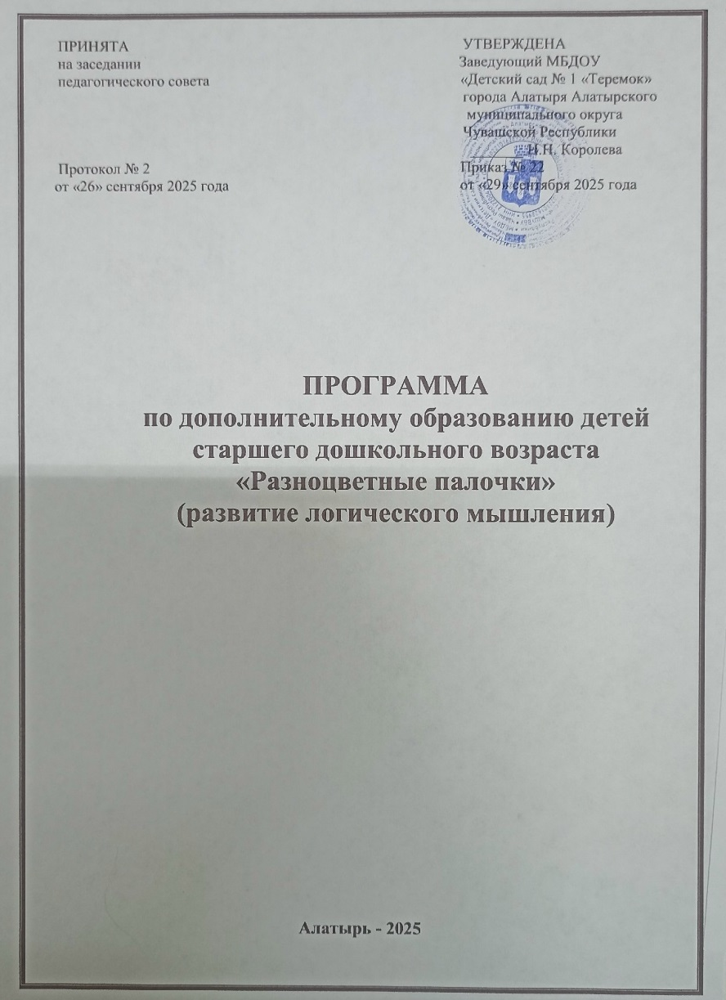 ПРИНЯТА
на заседании
педагогического совета
Протокол № 2
от «26» сентября 2025 года
УТВЕРЖДЕНА
Заведующий МБДОУ
«Детский сад № 1 «Теремок»
города Алатыря Алатырского
муниципального округа
Чувашской Республики
Н.Н. Королева
Приказ № 22
от «29» сентября 2025 года
ПРОГРАММА
по дополнительному образованию детей
старшего дошкольного возраста
«Разноцветные палочки»
(развитие логического мышления)
Алатырь - 2025